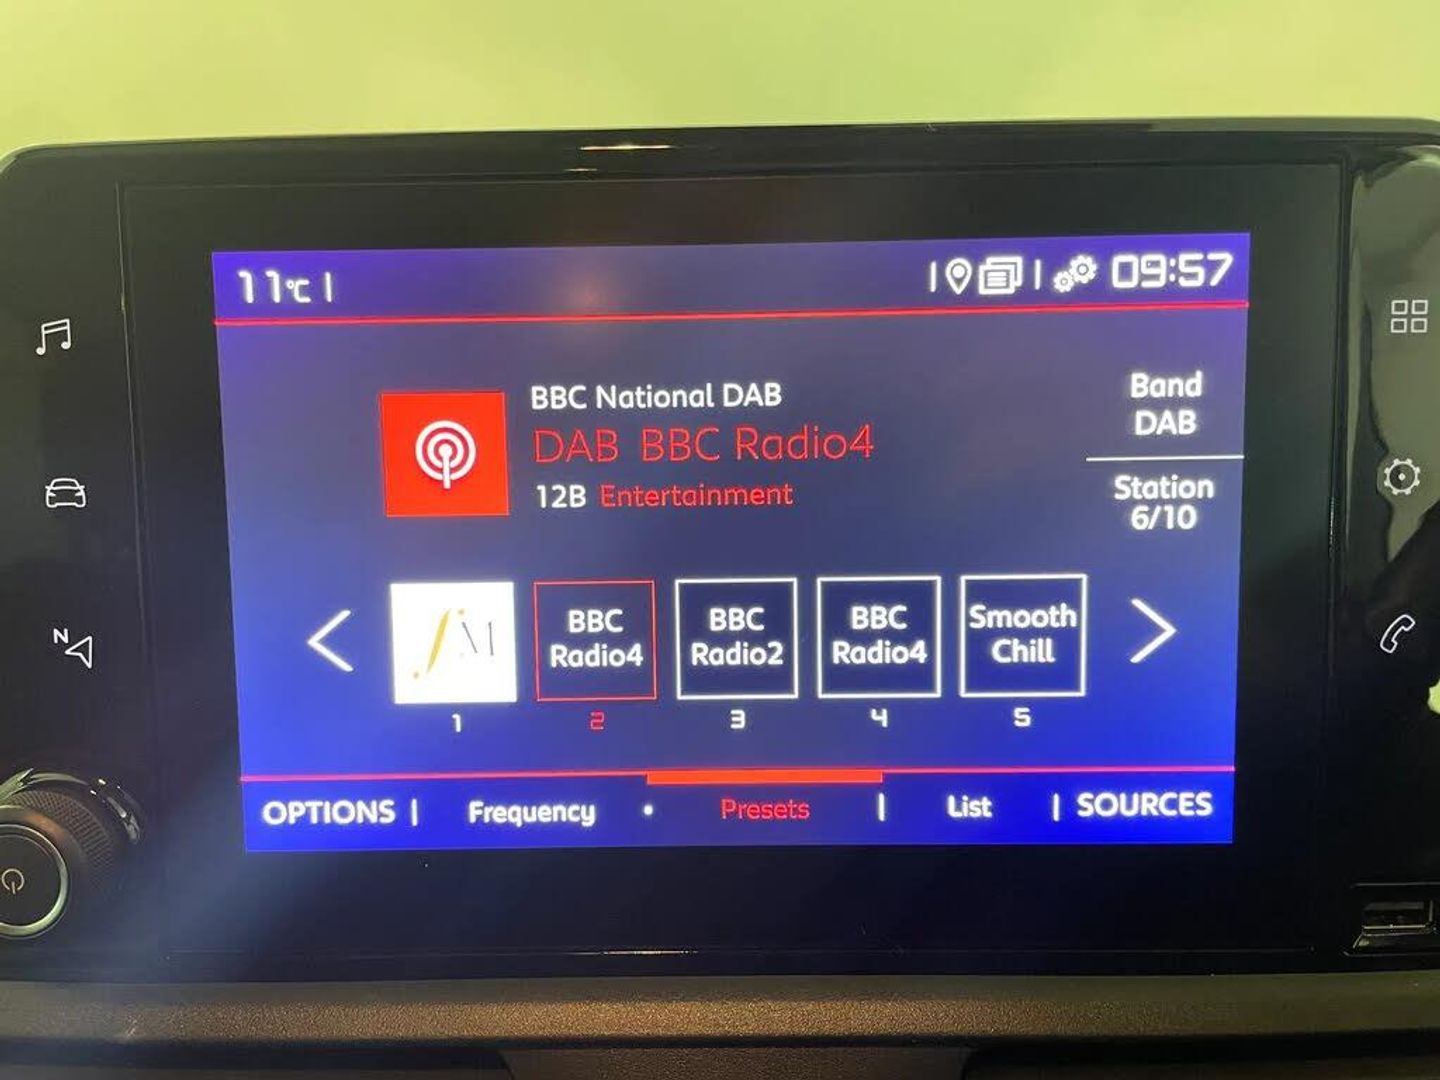 11°C
09:57
BBC National DAB
DAB BBC Radio4
12B Entertainment
Band
DAB
Station
6/10
M
BBC
Radio4
BBC
Radio2
BBC
Radio4
Smooth
Chill
1
2
3
4
5
OPTIONS
Frequency
Presets
List
SOURCES
N